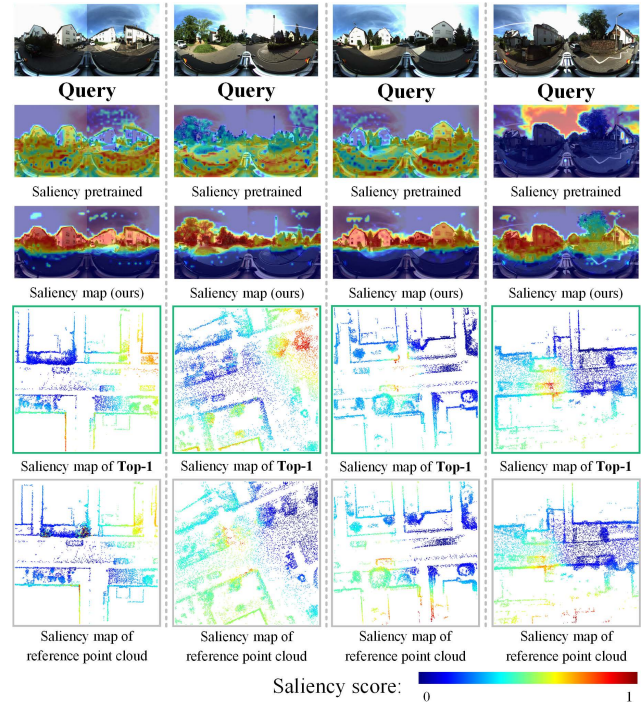 Query Query Query Query
Saliency pretrained Saliency pretrained Saliency pretrained Saliency pretrained
Saliency map (ours) Saliency map (ours) Saliency map (ours) Saliency map (ours)
Saliency map of Top-1 Saliency map of Top-1 Saliency map of Top-1 Saliency map of Top-1
Saliency map of Saliency map of Saliency map of Saliency map of
reference point cloud reference point cloud reference point cloud reference point cloud
Saliency score:
0 1